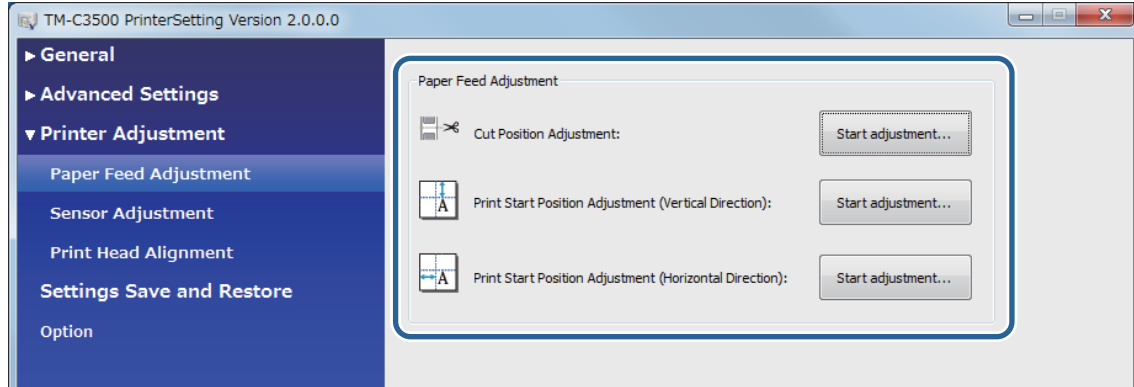 TM-C3500 PrinterSetting Version 2.0.0.0
General
Advanced Settings
Printer Adjustment
Paper Feed Adjustment
Sensor Adjustment
Print Head Alignment
Settings Save and Restore
Option
Paper Feed Adjustment
Cut Position Adjustment:
Start adjustment...
A
Print Start Position Adjustment (Vertical Direction):
Start adjustment...
A
Print Start Position Adjustment (Horizontal Direction):
Start adjustment...